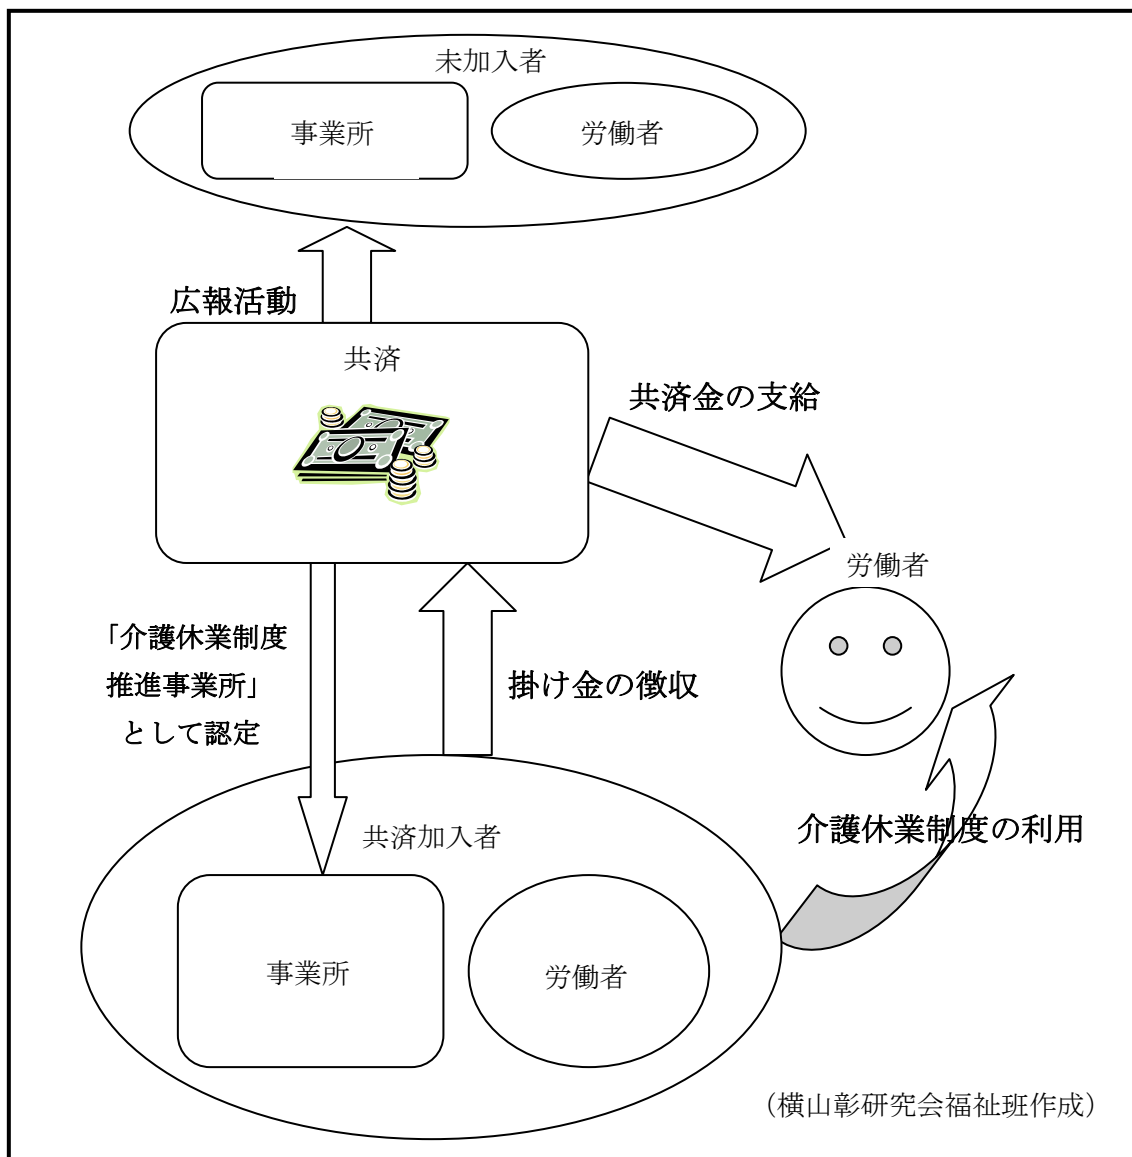 未加入者
事業所
労働者
広報活動
共済
共済金の支給
労働者
「介護休業制度
推進事業所」
として認定
掛け金の徴収
介護休業制度の利用
共済加入者
事業所
労働者
（横山彰研究会福祉班作成）